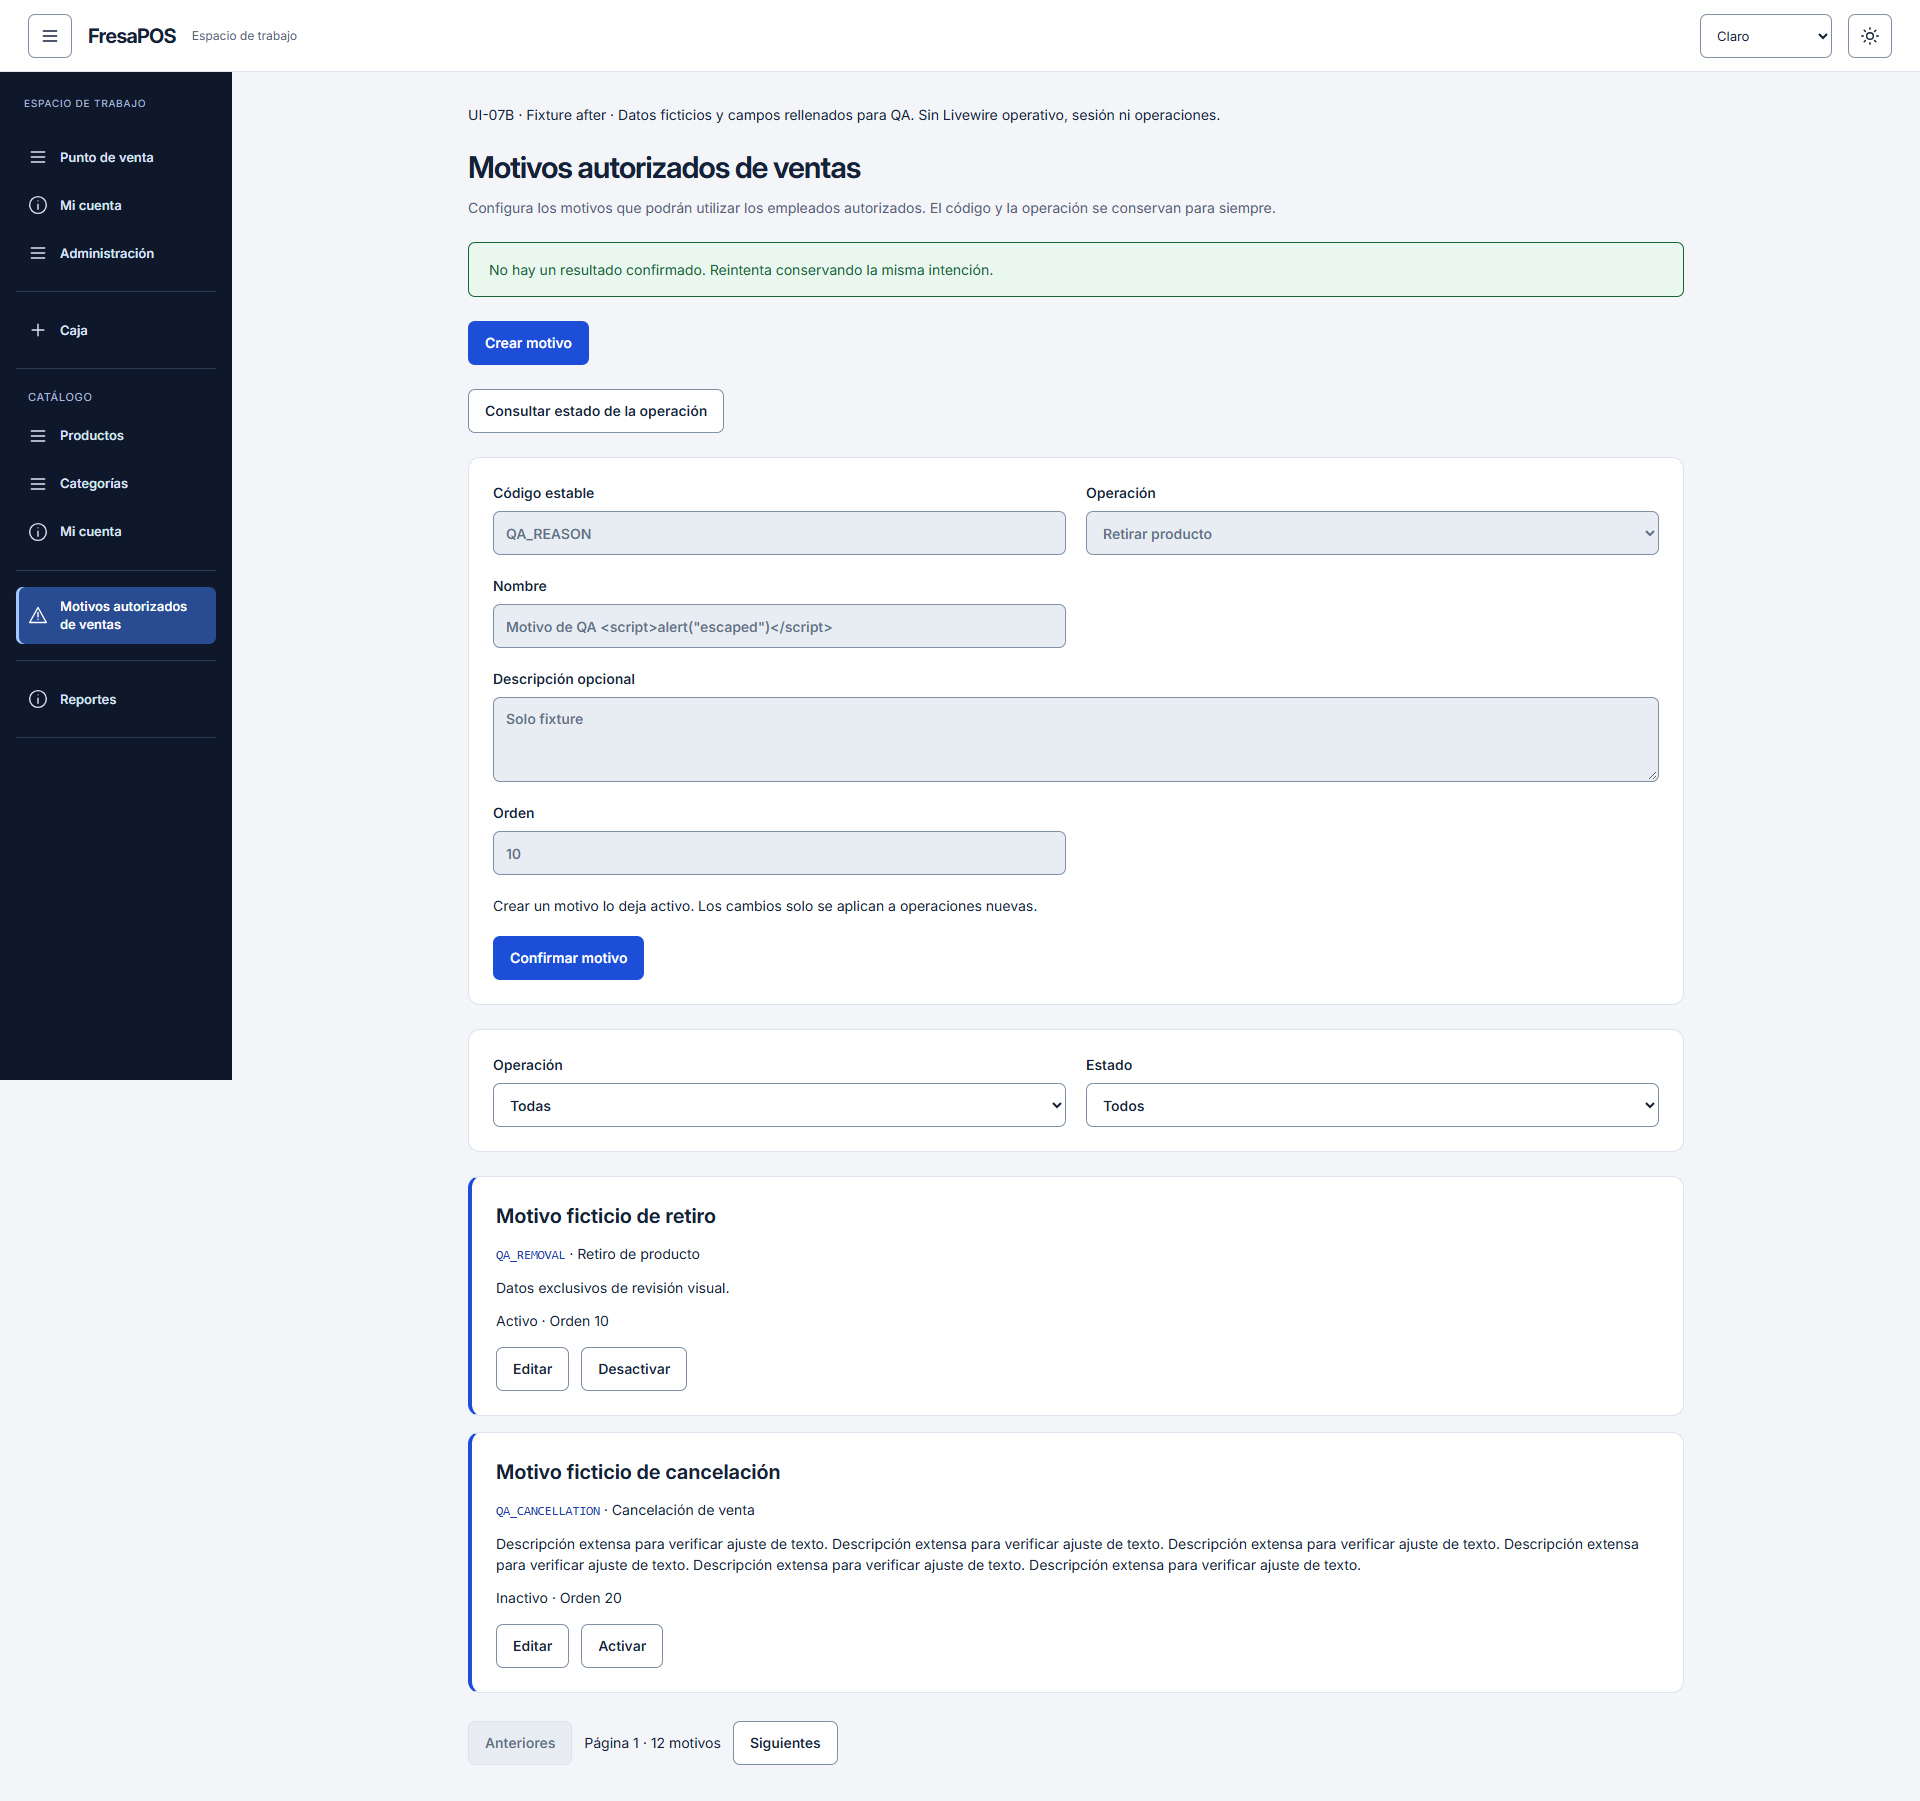 FresaPOS
Espacio de trabajo
Claro
ESPACIO DE TRABAJO
Punto de venta
Mi cuenta
Administración
Caja
CATÁLOGO
Productos
Categorías
Mi cuenta
Motivos autorizados
de ventas
Reportes
UI-07B · Fixture after · Datos ficticios y campos rellenados para QA. Sin Livewire operativo, sesión ni operaciones.
Motivos autorizados de ventas
Configura los motivos que podrán utilizar los empleados autorizados. El código y la operación se conservan para siempre.
No hay un resultado confirmado. Reintenta conservando la misma intención.
Crear motivo
Consultar estado de la operación
Código estable
Operación
QA_REASON
Retirar producto
Nombre
Motivo de QA <script>alert("escaped")</script>
Descripción opcional
Solo fixture
Orden
10
Crear un motivo lo deja activo. Los cambios solo se aplican a operaciones nuevas.
Confirmar motivo
Operación
Estado
Todas
Todos
Motivo ficticio de retiro
QA_REMOVAL · Retiro de producto
Datos exclusivos de revisión visual.
Activo · Orden 10
Editar
Desactivar
Motivo ficticio de cancelación
QA_CANCELLATION · Cancelación de venta
Descripción extensa para verificar ajuste de texto. Descripción extensa para verificar ajuste de texto. Descripción extensa para verificar ajuste de texto. Descripción extensa
para verificar ajuste de texto. Descripción extensa para verificar ajuste de texto. Descripción extensa para verificar ajuste de texto.
Inactivo · Orden 20
Editar
Activar
Anteriores
Página 1 · 12 motivos
Siguientes